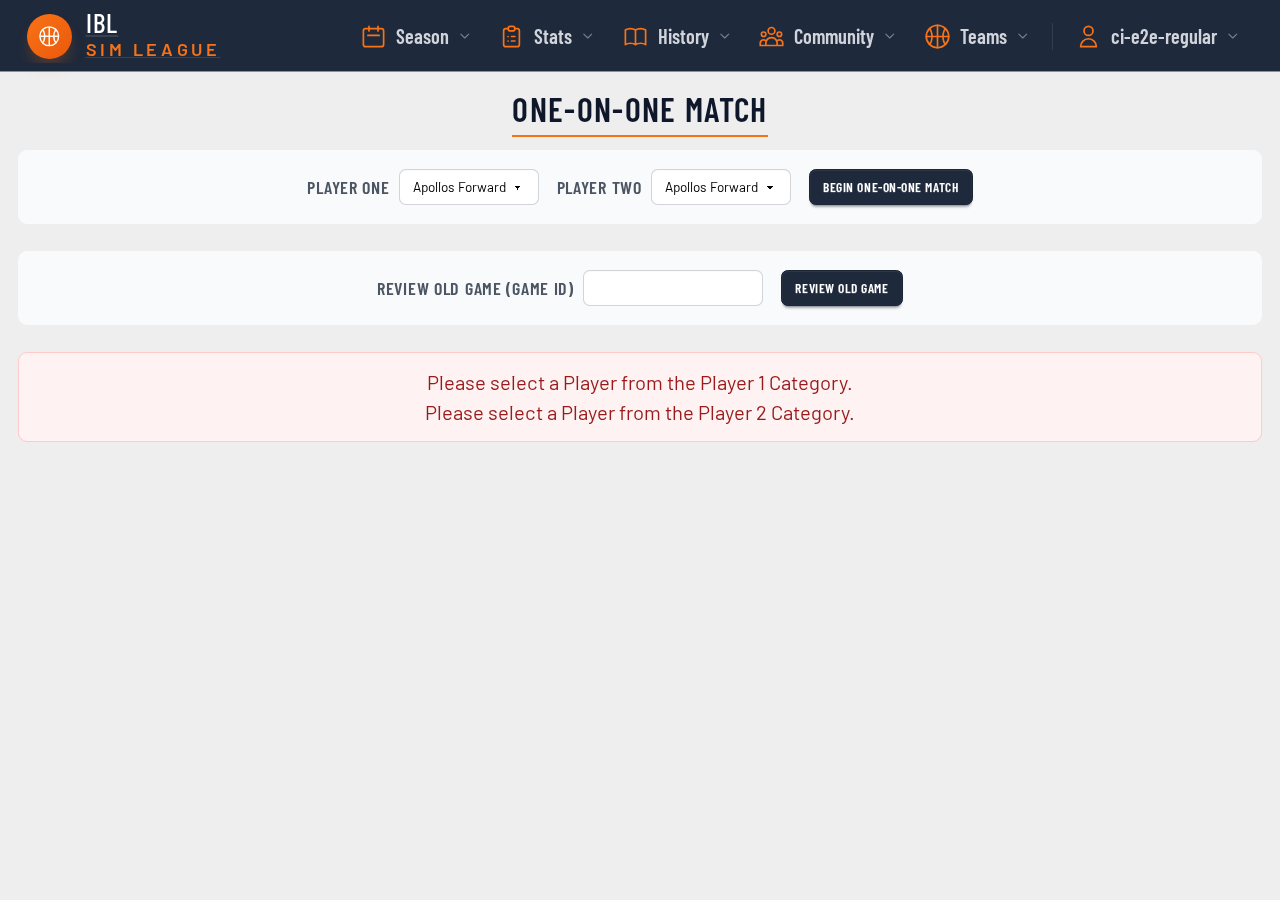 IBL
SIM LEAGUE
Season
Stats
History
Community
Teams
ci-e2e-regular
ONE-ON-ONE MATCH
PLAYER ONE
Apollos Forward
PLAYER TWO
Apollos Forward
BEGIN ONE-ON-ONE MATCH
REVIEW OLD GAME (GAME ID)
REVIEW OLD GAME
Please select a Player from the Player 1 Category.
Please select a Player from the Player 2 Category.